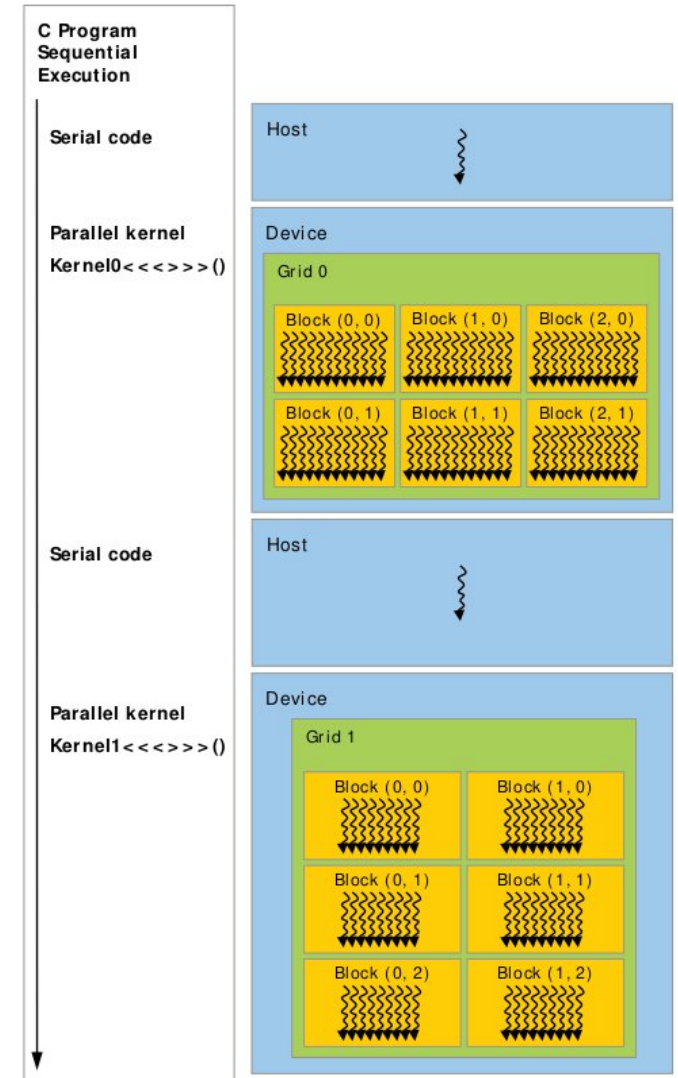 C Program
Sequential
Execution
Serial code
Host
Parallel kernel
Kernel0<<<>>>()
Device
Grid 0
Block (0, 0)
Block (1, 0)
Block (2, 0)
Block (0, 1)
Block (1, 1)
Block (2, 1)
Serial code
Host
Parallel kernel
Kernel1<<<>>>()
Device
Grid 1
Block (0, 0)
Block (1, 0)
Block (0, 1)
Block (1, 1)
Block (0, 2)
Block (1, 2)